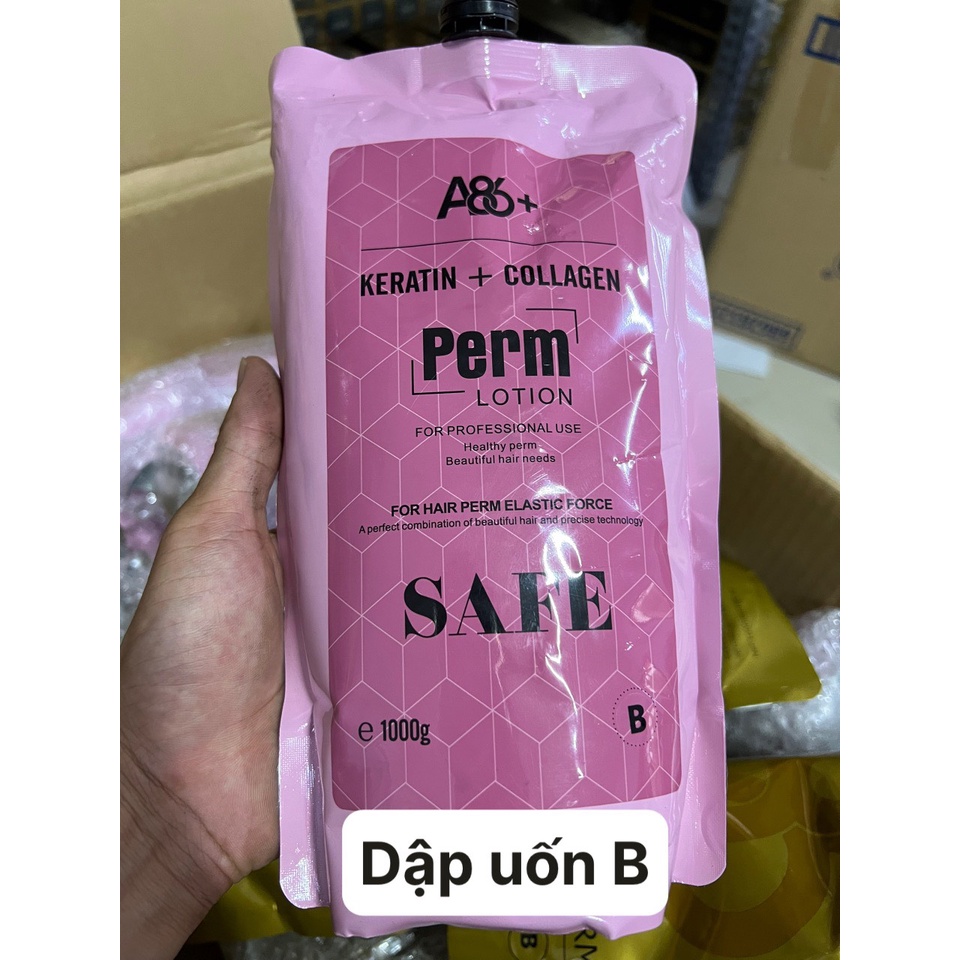 A86+
KERATIN + COLLAGEN
Perm
LOTION
FOR PROFESSIONAL USE
Healthy perm
Beautiful hair needs
FOR HAIR PERM ELASTIC FORCE
A perfect combination of beautiful hair and precise technology
SAFE
B
℮ 1000g
Dập uốn B
B